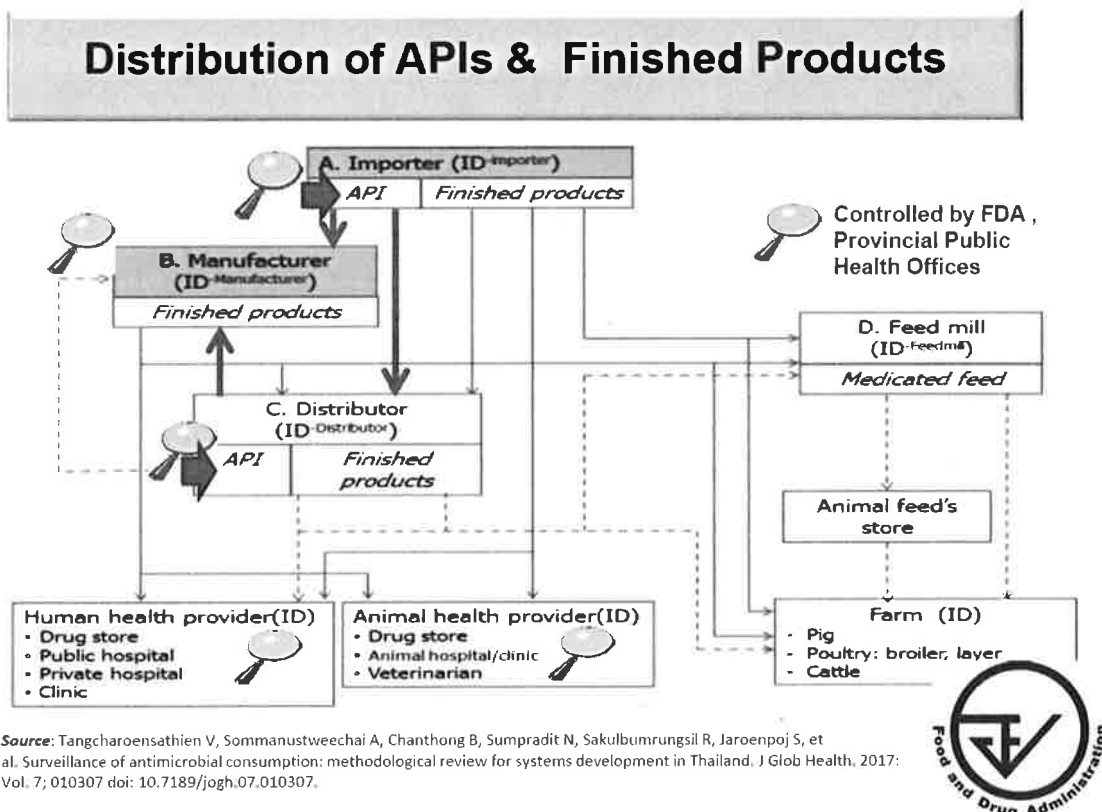 Distribution of APIs & Finished Products
A. Importer (ID-Importer)
API
Finished products
Controlled by FDA ,
Provincial Public
Health Offices
B. Manufacturer
(ID-Manufacturer)
Finished products
D. Feed mill
(ID-Feedmill)
Medicated feed
C. Distributor
(ID-Distributor)
API
Finished
products
Animal feed's
store
Human health provider(ID)
• Drug store
• Public hospital
• Private hospital
• Clinic
Animal health provider(ID)
• Drug store
• Animal hospital/clinic
• Veterinarian
Farm (ID)
- Pig
- Poultry: broiler, layer
- Cattle
Source: Tangcharoensathien V, Sommanustweechai A, Chanthong B, Sumpradit N, Sakulbumrungsil R, Jaroenpoj S, et
al. Surveillance of antimicrobial consumption: methodological review for systems development in Thailand. J Glob Health. 2017:
Vol. 7; 010307 doi: 10.7189/jogh.07.010307.
Food and Drug Administration